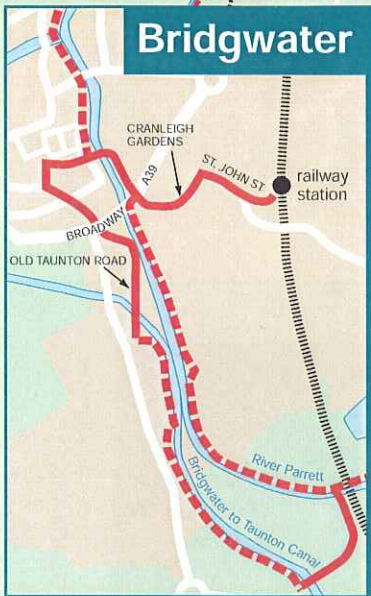 Bridgwater
CRANLEIGH
GARDENS
A39
ST. JOHN ST
railway
station
BROADWAY
OLD TAUNTON ROAD
River Parrett
Bridgwater to Taunton Canal